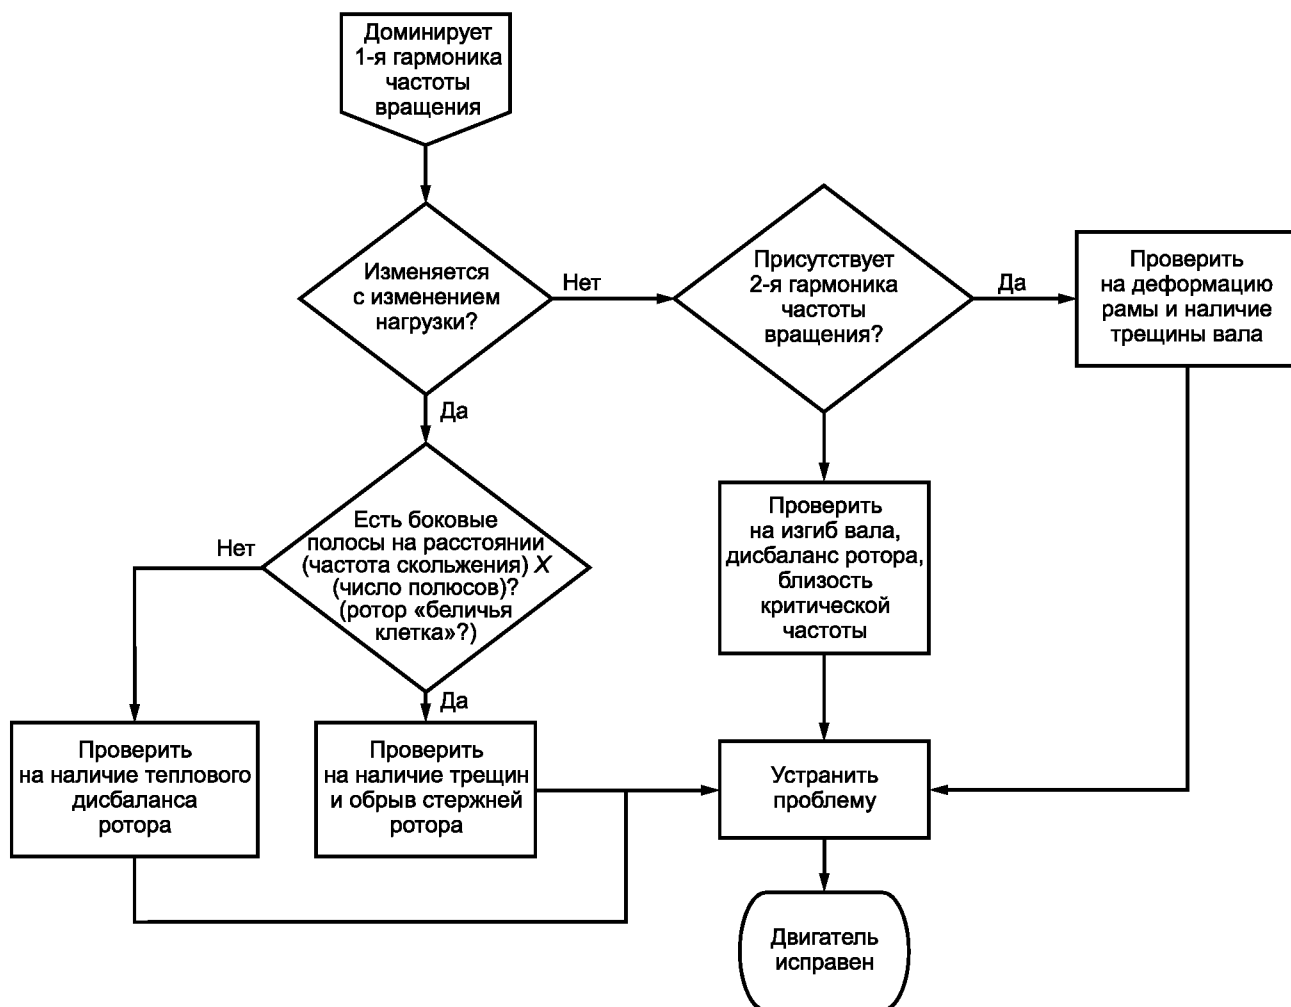 Доминирует
1-я гармоника
частоты
вращения
Изменяется
с изменением
нагрузки?
Нет
Присутствует
2-я гармоника
частоты
вращения?
Да
Проверить
на деформацию
рамы и наличие
трещины вала
Да
Есть боковые
полосы на расстоянии
(частота скольжения) X
(число полюсов)?
(ротор «беличья
клетка»?)
Нет
Да
Проверить
на изгиб вала,
дисбаланс ротора,
близость
критической
частоты
Проверить
на наличие теплового
дисбаланса
ротора
Проверить
на наличие трещин
и обрыв стержней
ротора
Устранить
проблему
Двигатель
исправен